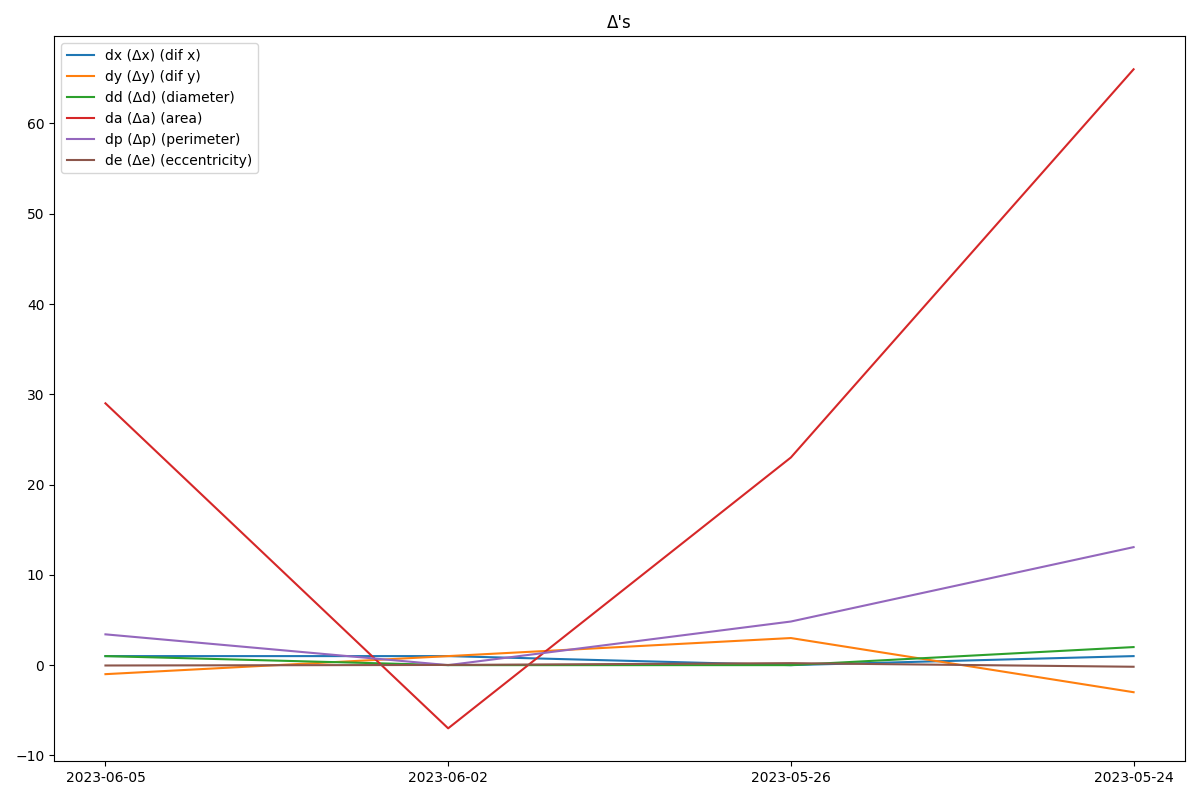 Δ's
dx (Δx) (dif x)
dy (Δy) (dif y)
dd (Δd) (diameter)
da (Δa) (area)
dp (Δp) (perimeter)
de (Δe) (eccentricity)
60
50
40
30
20
10
0
−10
2023-06-05 2023-06-02 2023-05-26 2023-05-24